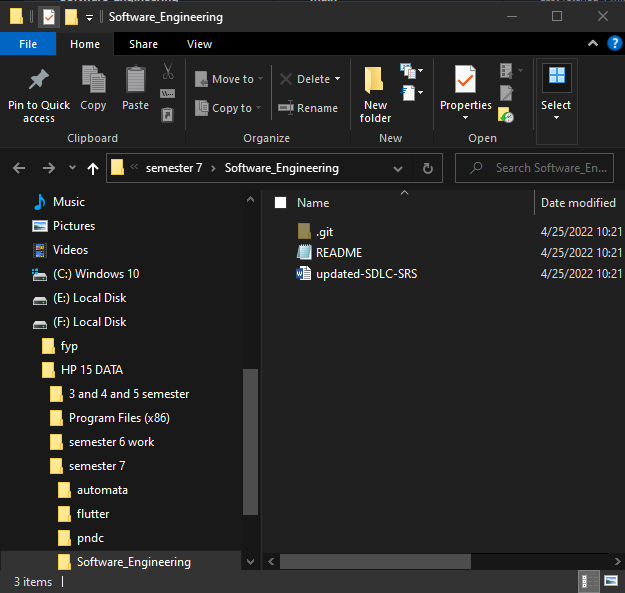 Software_Engineering
File Home Share View
Pin to Quick access
Copy
Paste
Move to
Copy to
Delete
Rename
New folder
Properties
Select
Clipboard Organize New Open
semester 7 Software_Engineering
Search Software_En...
Music
Pictures
Videos
(C:) Windows 10
(E:) Local Disk
(F:) Local Disk
fyp
HP 15 DATA
3 and 4 and 5 semester
Program Files (x86)
semester 6 work
semester 7
automata
flutter
pndc
Software_Engineering
Name Date modified
.git 4/25/2022 10:21
README 4/25/2022 10:21
updated-SDLC-SRS 4/25/2022 10:21
3 items